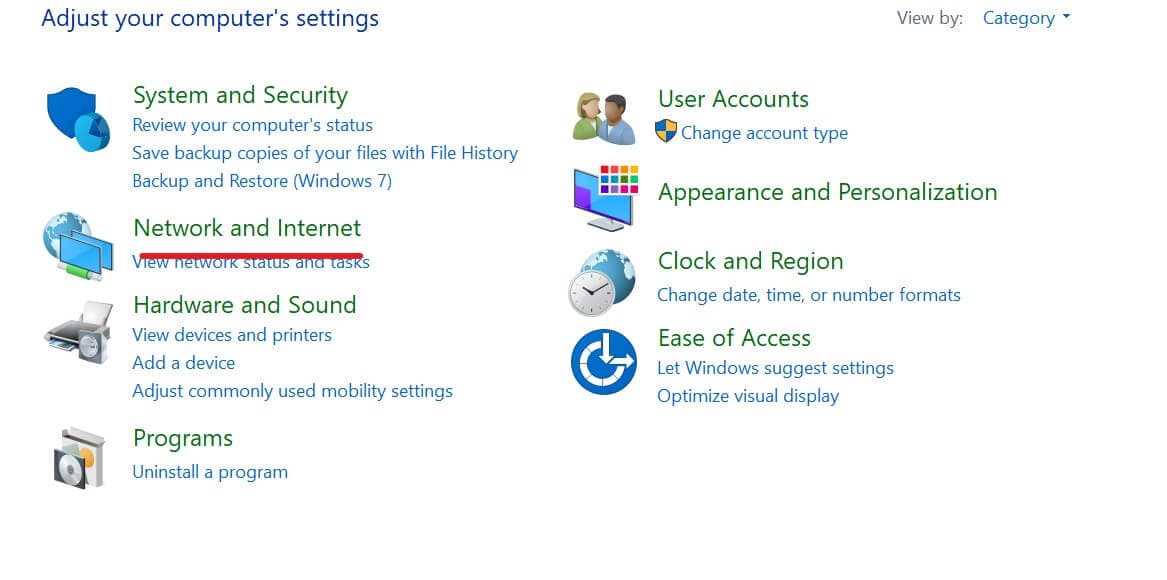 Adjust your computer's settings
View by: Category
System and Security
Review your computer's status
Save backup copies of your files with File History
Backup and Restore (Windows 7)
Network and Internet
View network status and tasks
Hardware and Sound
View devices and printers
Add a device
Adjust commonly used mobility settings
Programs
Uninstall a program
User Accounts
Change account type
Appearance and Personalization
Clock and Region
Change date, time, or number formats
Ease of Access
Let Windows suggest settings
Optimize visual display